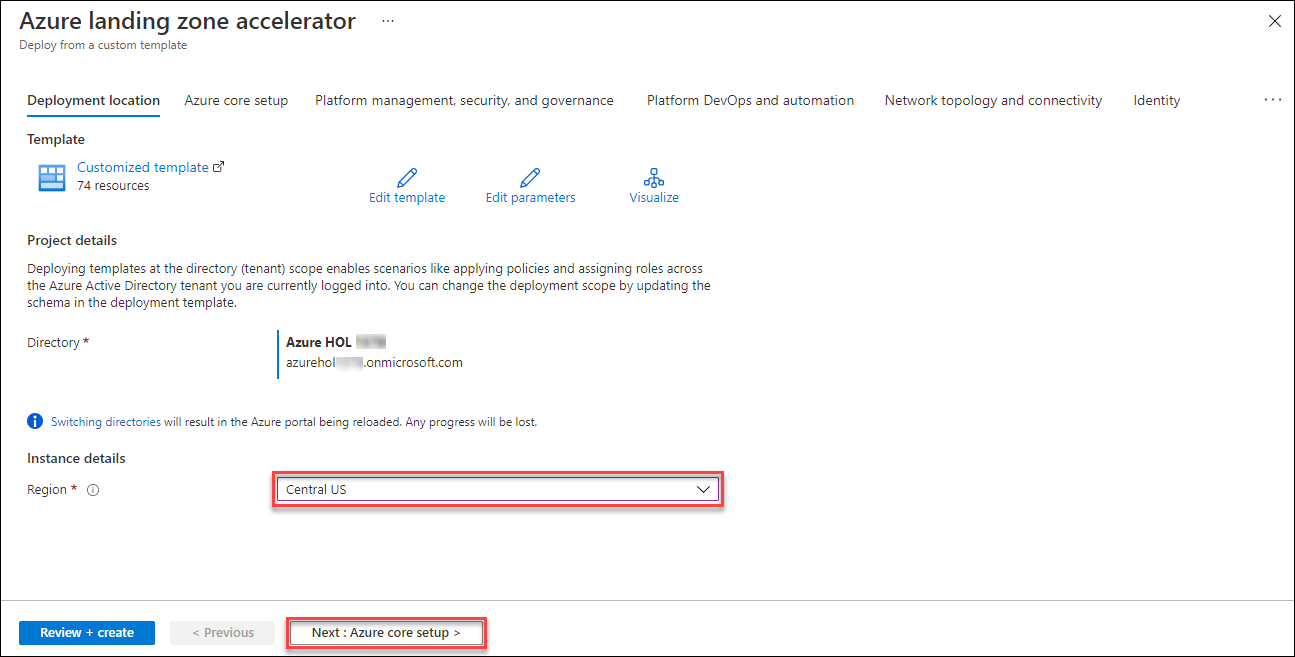 Azure landing zone accelerator ...
Deploy from a custom template
Deployment location Azure core setup Platform management, security, and governance Platform DevOps and automation Network topology and connectivity Identity ...
Template
Customized template
74 resources
Edit template Edit parameters Visualize
Project details
Deploying templates at the directory (tenant) scope enables scenarios like applying policies and assigning roles across
the Azure Active Directory tenant you are currently logged into. You can change the deployment scope by updating the
schema in the deployment template.
Directory * Azure HOL
azurehol .onmicrosoft.com
Switching directories will result in the Azure portal being reloaded. Any progress will be lost.
Instance details
Region * Central US
Review + create < Previous Next : Azure core setup >